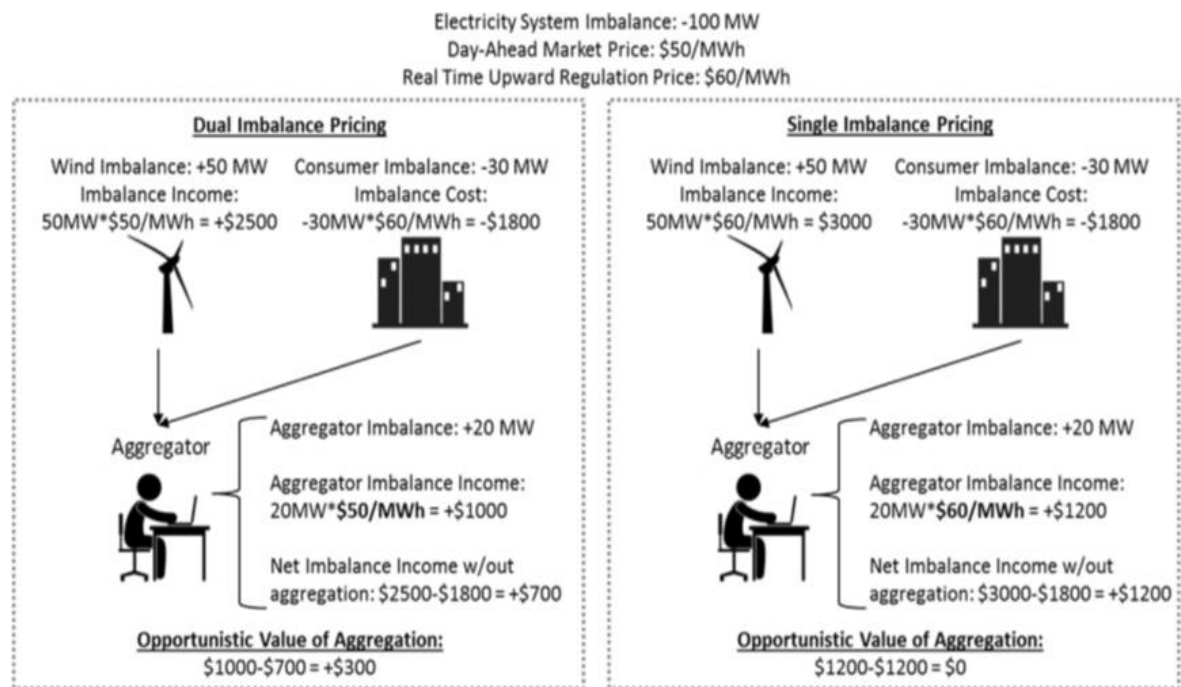 Electricity System Imbalance: -100 MW
Day-Ahead Market Price: $50/MWh
Real Time Upward Regulation Price: $60/MWh
Dual Imbalance Pricing
Wind Imbalance: +50 MW
Imbalance Income:
50MW*$50/MWh = +$2500
Consumer Imbalance: -30 MW
Imbalance Cost:
-30MW*$60/MWh = -$1800
Aggregator
Aggregator Imbalance: +20 MW
Aggregator Imbalance Income:
20MW*$50/MWh = +$1000
Net Imbalance Income w/out
aggregation: $2500-$1800 = +$700
Opportunistic Value of Aggregation:
$1000-$700 = +$300
Single Imbalance Pricing
Wind Imbalance: +50 MW
Imbalance Income:
50MW*$60/MWh = $3000
Consumer Imbalance: -30 MW
Imbalance Cost:
-30MW*$60/MWh = -$1800
Aggregator
Aggregator Imbalance: +20 MW
Aggregator Imbalance Income:
20MW*$60/MWh = +$1200
Net Imbalance Income w/out
aggregation: $3000-$1800 = +$1200
Opportunistic Value of Aggregation:
$1200-$1200 = $0